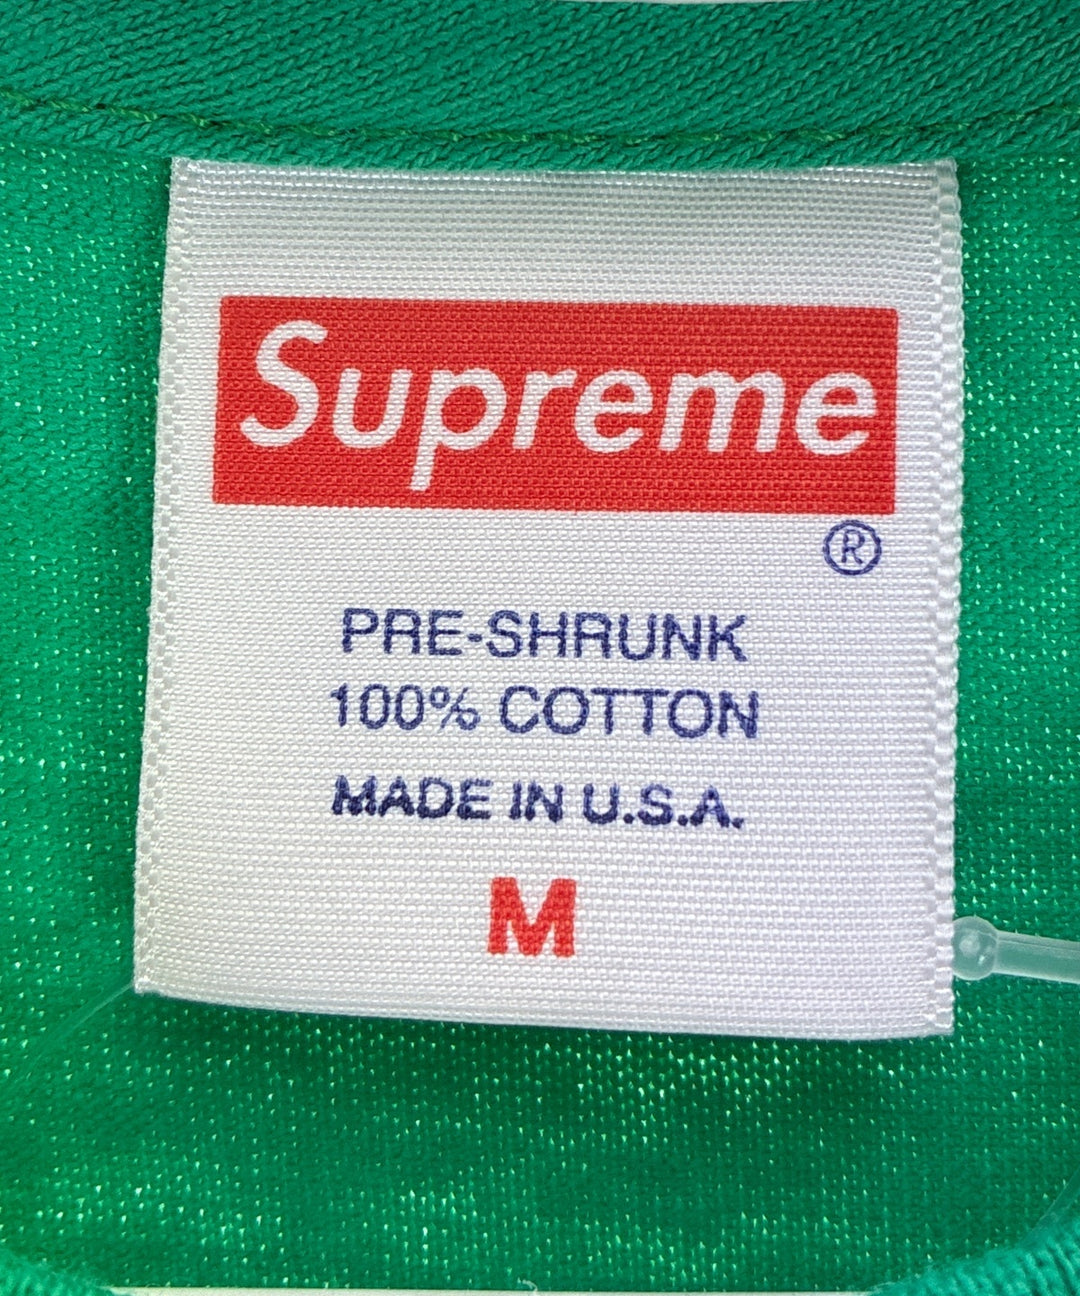 Supreme
®
PRE-SHRUNK
100% COTTON
MADE IN U.S.A.
M